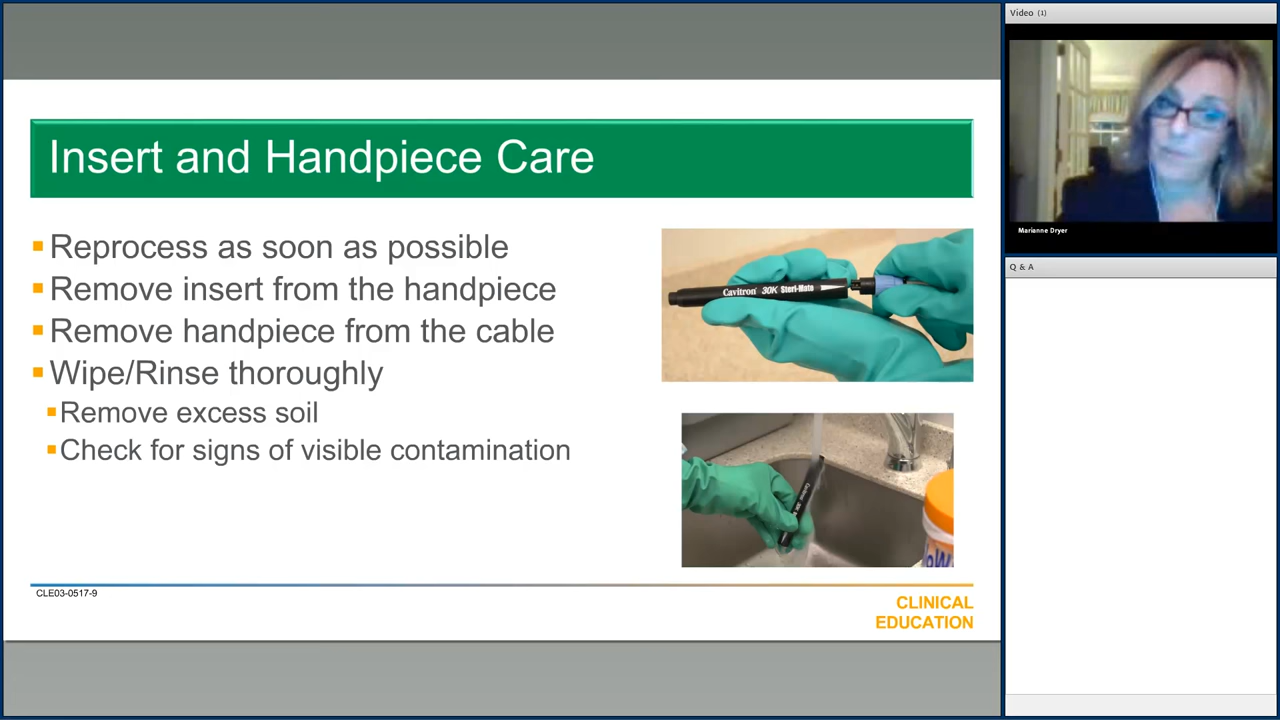 Insert and Handpiece Care
Reprocess as soon as possible
Remove insert from the handpiece
Remove handpiece from the cable
Wipe/Rinse thoroughly
Remove excess soil
Check for signs of visible contamination
Cavitron 30K Steri-Mate
CLE03-0517-9
CLINICAL
EDUCATION
Video (1)
Marianne Dryer
Q & A